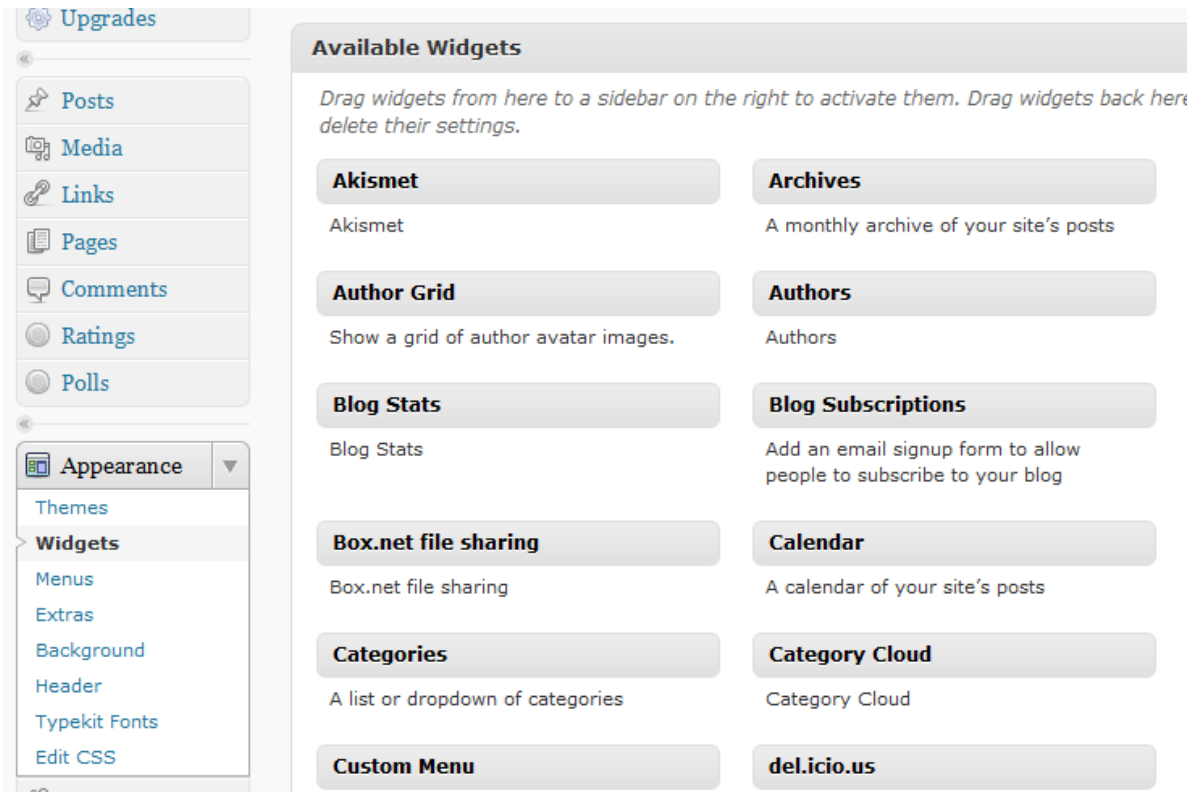 Upgrades
Posts
Media
Links
Pages
Comments
Ratings
Polls
Appearance
Themes
Widgets
Menus
Extras
Background
Header
Typekit Fonts
Edit CSS
Available Widgets
Drag widgets from here to a sidebar on the right to activate them. Drag widgets back here
delete their settings.
Akismet
Akismet
Archives
A monthly archive of your site’s posts
Author Grid
Show a grid of author avatar images.
Authors
Authors
Blog Stats
Blog Stats
Blog Subscriptions
Add an email signup form to allow
people to subscribe to your blog
Box.net file sharing
Box.net file sharing
Calendar
A calendar of your site’s posts
Categories
A list or dropdown of categories
Category Cloud
Category Cloud
Custom Menu
del.icio.us